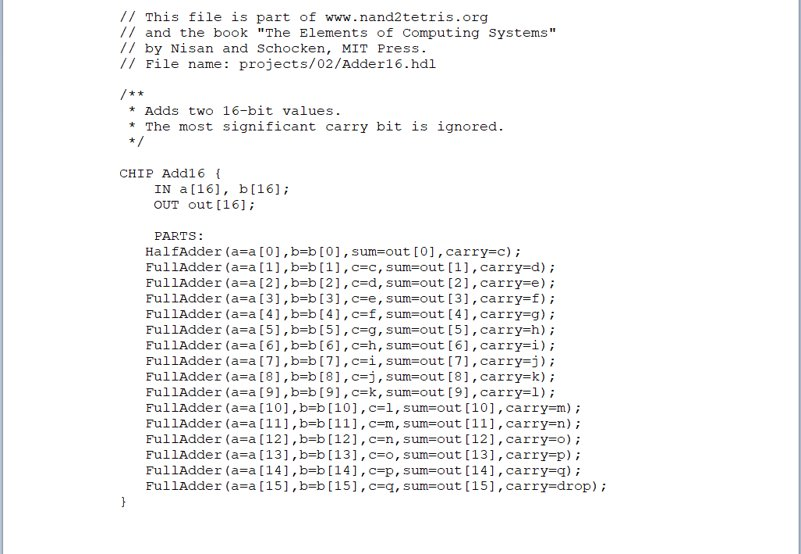 // This file is part of www.nand2tetris.org
// and the book "The Elements of Computing Systems"
// by Nisan and Schocken, MIT Press.
// File name: projects/02/Adder16.hdl
/**
* Adds two 16-bit values.
* The most significant carry bit is ignored.
*/
CHIP Add16 {
IN a[16], b[16];
OUT out[16];
PARTS:
HalfAdder(a=a[0],b=b[0],sum=out[0],carry=c);
FullAdder(a=a[1],b=b[1],c=c,sum=out[1],carry=d);
FullAdder(a=a[2],b=b[2],c=d,sum=out[2],carry=e);
FullAdder(a=a[3],b=b[3],c=e,sum=out[3],carry=f);
FullAdder(a=a[4],b=b[4],c=f,sum=out[4],carry=g);
FullAdder(a=a[5],b=b[5],c=g,sum=out[5],carry=h);
FullAdder(a=a[6],b=b[6],c=h,sum=out[6],carry=i);
FullAdder(a=a[7],b=b[7],c=i,sum=out[7],carry=j);
FullAdder(a=a[8],b=b[8],c=j,sum=out[8],carry=k);
FullAdder(a=a[9],b=b[9],c=k,sum=out[9],carry=l);
FullAdder(a=a[10],b=b[10],c=l,sum=out[10],carry=m);
FullAdder(a=a[11],b=b[11],c=m,sum=out[11],carry=n);
FullAdder(a=a[12],b=b[12],c=n,sum=out[12],carry=o);
FullAdder(a=a[13],b=b[13],c=o,sum=out[13],carry=p);
FullAdder(a=a[14],b=b[14],c=p,sum=out[14],carry=q);
FullAdder(a=a[15],b=b[15],c=q,sum=out[15],carry=drop);
}